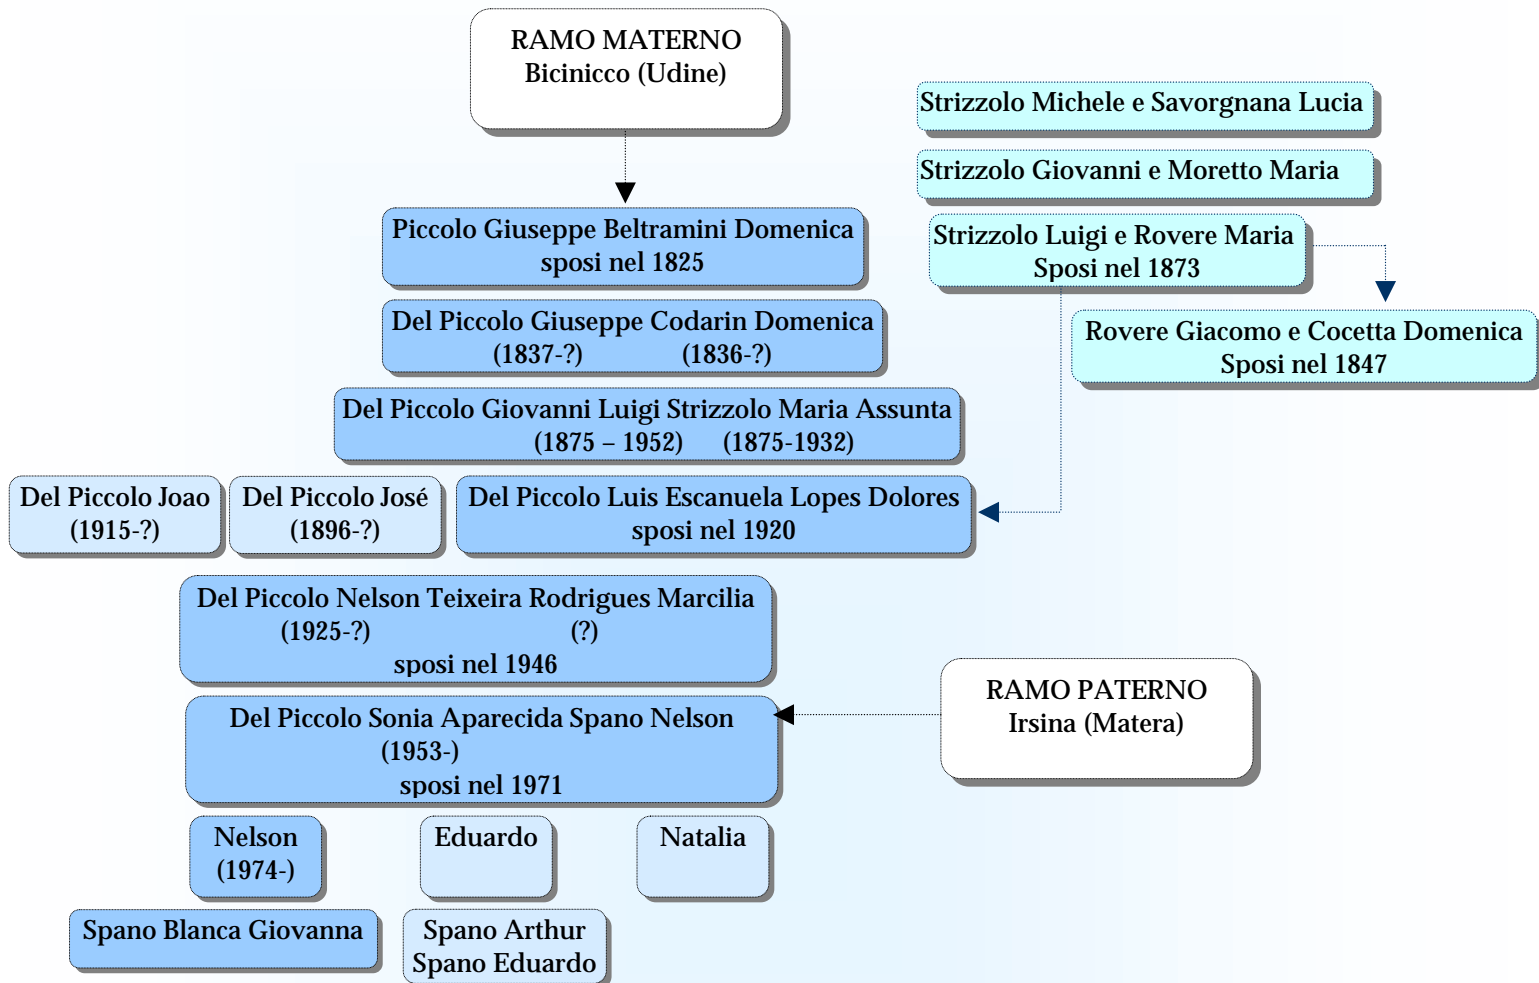 RAMO MATERNO
Bicinicco (Udine)
Strizzolo Michele e Savorgnana Lucia
Strizzolo Giovanni e Moretto Maria
Piccolo Giuseppe Beltramini Domenica
sposi nel 1825
Strizzolo Luigi e Rovere Maria
Sposi nel 1873
Del Piccolo Giuseppe Codarin Domenica
(1837-?) (1836-?)
Rovere Giacomo e Cocetta Domenica
Sposi nel 1847
Del Piccolo Giovanni Luigi Strizzolo Maria Assunta
(1875 – 1952) (1875-1932)
Del Piccolo Joao
(1915-?)
Del Piccolo José
(1896-?)
Del Piccolo Luis Escanuela Lopes Dolores
sposi nel 1920
Del Piccolo Nelson Teixeira Rodrigues Marcilia
(1925-?) (?)
sposi nel 1946
RAMO PATERNO
Irsina (Matera)
Del Piccolo Sonia Aparecida Spano Nelson
(1953-)
sposi nel 1971
Nelson
(1974-)
Eduardo
Natalia
Spano Blanca Giovanna
Spano Arthur
Spano Eduardo